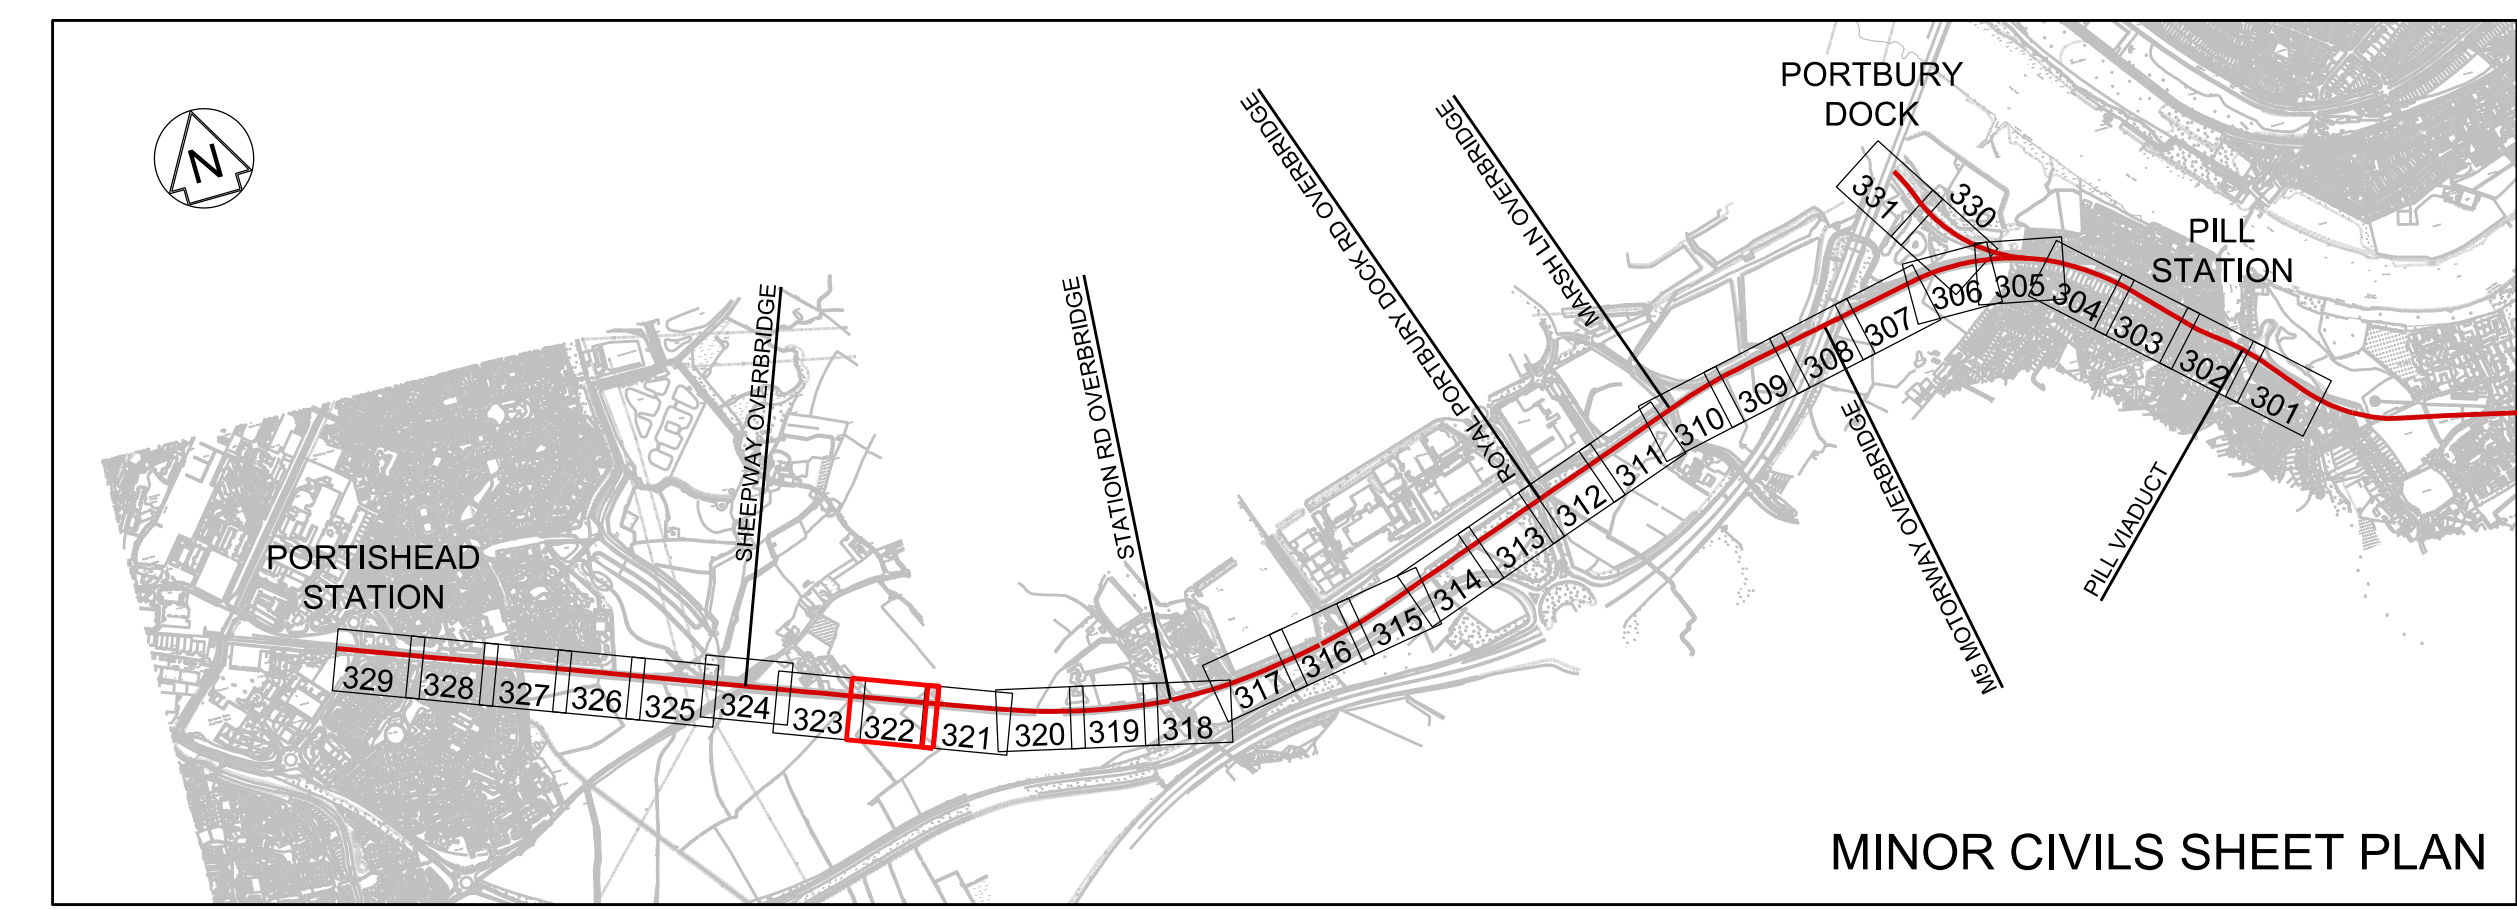 N
PORTBURY
DOCK
PILL
STATION
PORTISHEAD
STATION
SHEEPWAY OVERBRIDGE
STATION RD OVERBRIDGE
ROYAL PORTBURY DOCK RD OVERBRIDGE
MARSH LN OVERBRIDGE
M5 MOTORWAY OVERBRIDGE
PILL VIADUCT
329
328
327
326
325
324
323
322
321
320
319
318
317
316
315
314
313
312
311
310
309
308
307
306
305
304
303
302
301
331
330
MINOR CIVILS SHEET PLAN